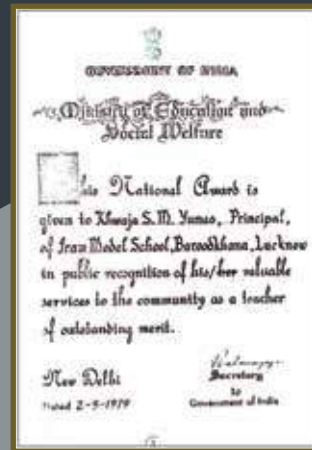 GOVERNMENT OF INDIA
Ministry of Education and
Social Welfare
This National Award is
given to Khwaja S.M. Yunus, Principal,
of Iran Model School, Baroodkhana, Lucknow
in public recognition of his/her valuable
services to the community as a teacher
of outstanding merit.
New Delhi
Dated 2-9-1979
Secretary
to
Government of India